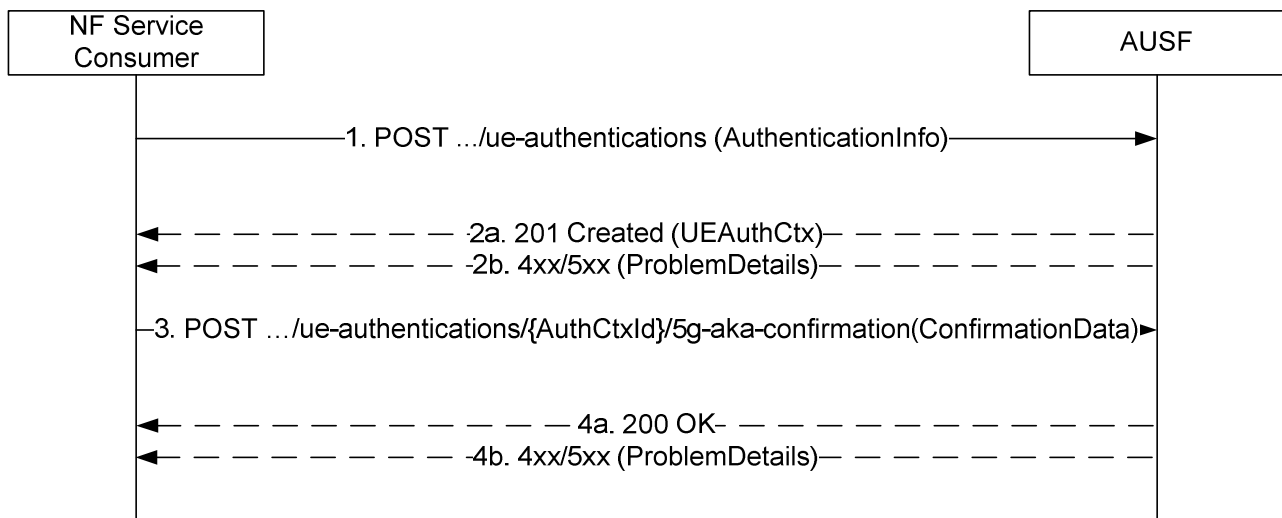 NF Service
Consumer
AUSF
1. POST .../ue-authentications (AuthenticationInfo)
2a. 201 Created (UEAuthCtx)
2b. 4xx/5xx (ProblemDetails)
3. POST .../ue-authentications/{AuthCtxId}/5g-aka-confirmation(ConfirmationData)
4a. 200 OK
4b. 4xx/5xx (ProblemDetails)